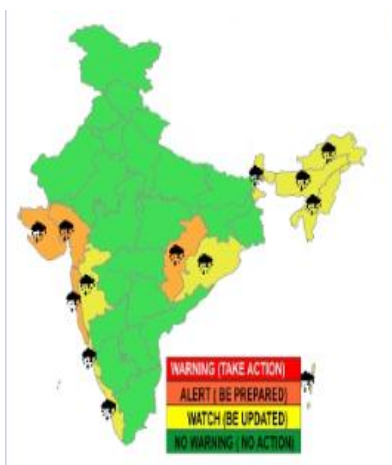 WARNING (TAKE ACTION)
ALERT ( BE PREPARED)
WATCH (BE UPDATED)
NO WARNING ( NO ACTION)